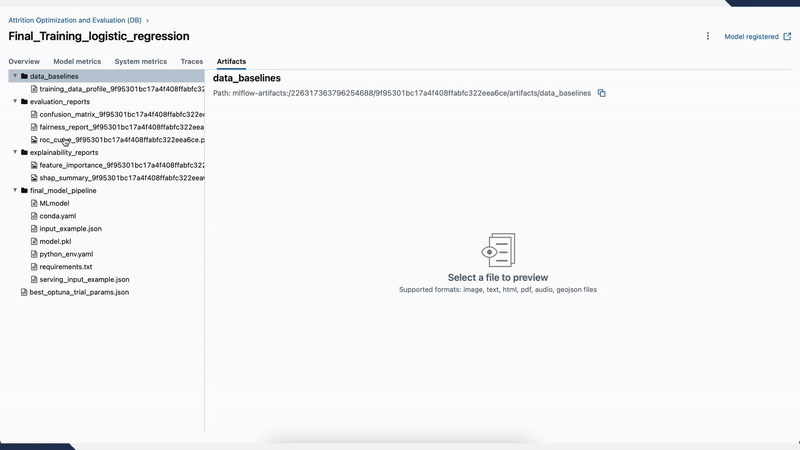 Attrition Optimization and Evaluation (DB) ›
Final_Training_logistic_regression
Model registered
Overview Model metrics System metrics Traces Artifacts
data_baselines
training_data_profile_9f95301bc17a4f408ffabfc32
evaluation_reports
confusion_matrix_9f95301bc17a4f408ffabfc322ee
fairness_report_9f95301bc17a4f408ffabfc322eea
roc_curve_9f95301bc17a4f408ffabfc322eea6ce.p
explainability_reports
feature_importance_9f95301bc17a4f408ffabfc322
shap_summary_9f95301bc17a4f408ffabfc322eea
final_model_pipeline
MLmodel
conda.yaml
input_example.json
model.pkl
python_env.yaml
requirements.txt
serving_input_example.json
best_optuna_trial_params.json
data_baselines
Path: mlflow-artifacts:/226317363796254688/9f95301bc17a4f408ffabfc322eea6ce/artifacts/data_baselines
Select a file to preview
Supported formats: image, text, html, pdf, audio, geojson files